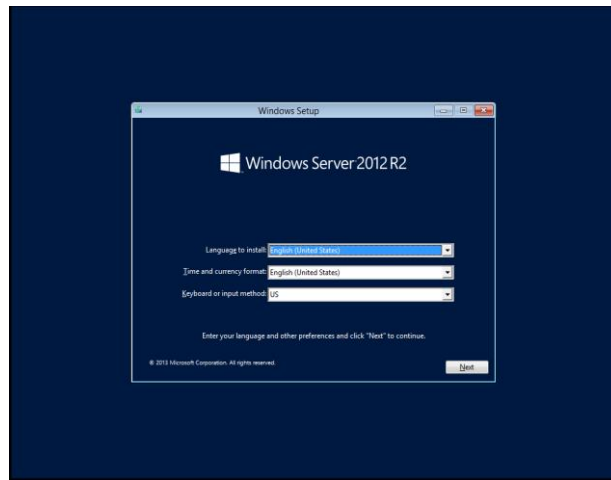 Windows Setup
Windows Server 2012 R2
Language to install: English (United States)
Time and currency format: English (United States)
Keyboard or input method: US
Enter your language and other preferences and click "Next" to continue.
© 2013 Microsoft Corporation. All rights reserved.
Next